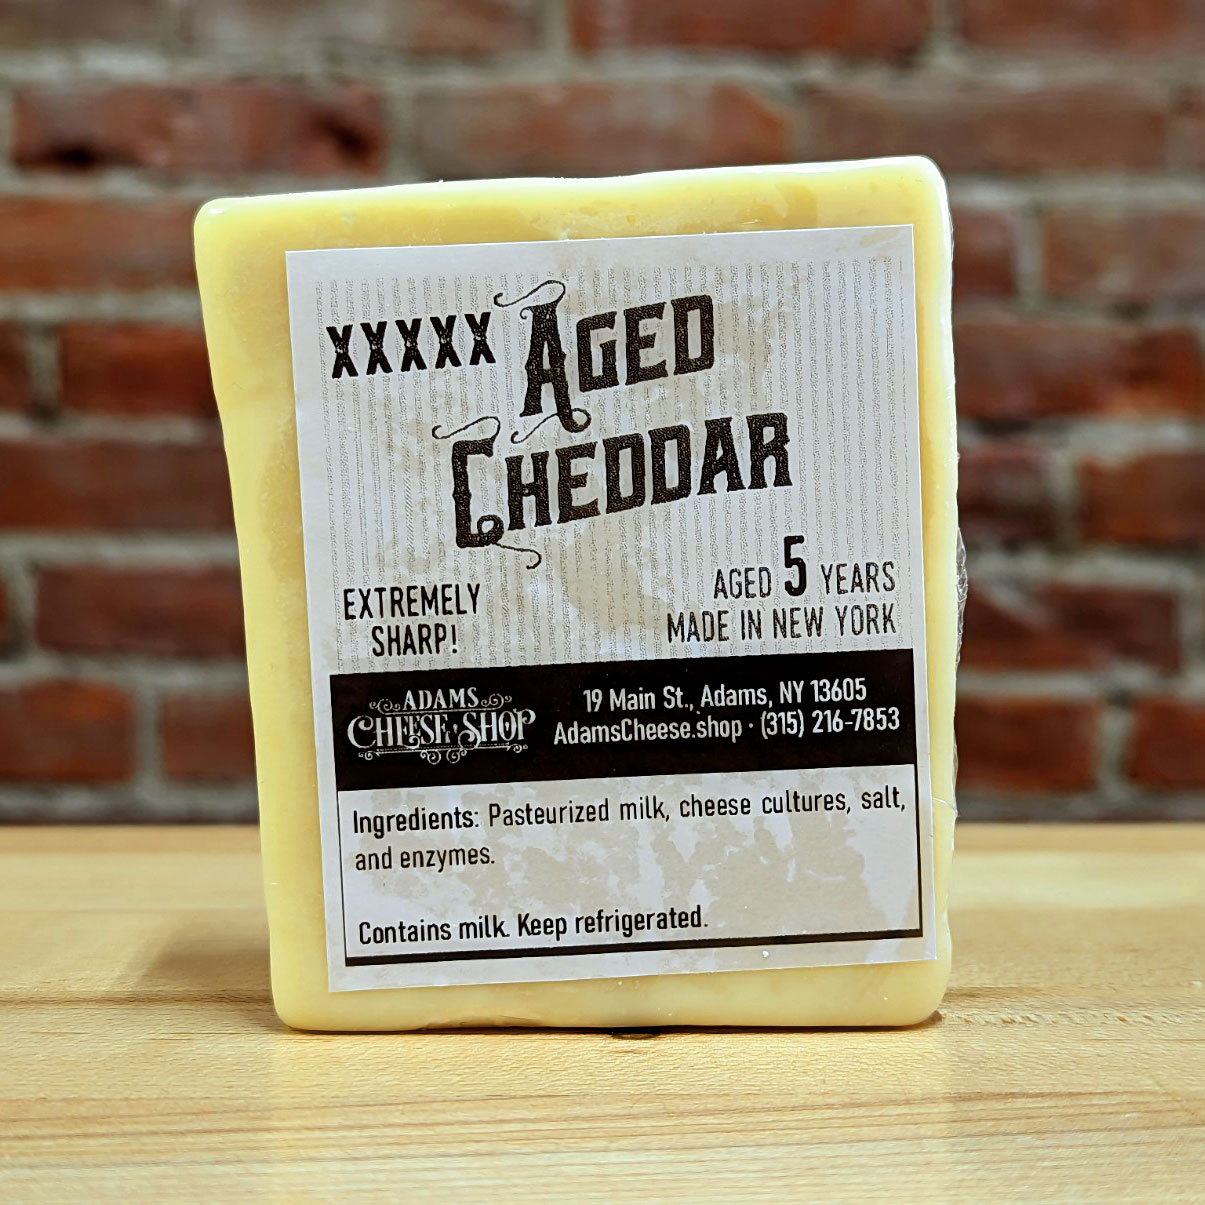 XXXXX AGED
CHEDDAR
EXTREMELY
SHARP!
AGED 5 YEARS
MADE IN NEW YORK
ADAMS
CHEESE SHOP
19 Main St., Adams, NY 13605
AdamsCheese.shop · (315) 216-7853
Ingredients: Pasteurized milk, cheese cultures, salt,
and enzymes.
Contains milk. Keep refrigerated.